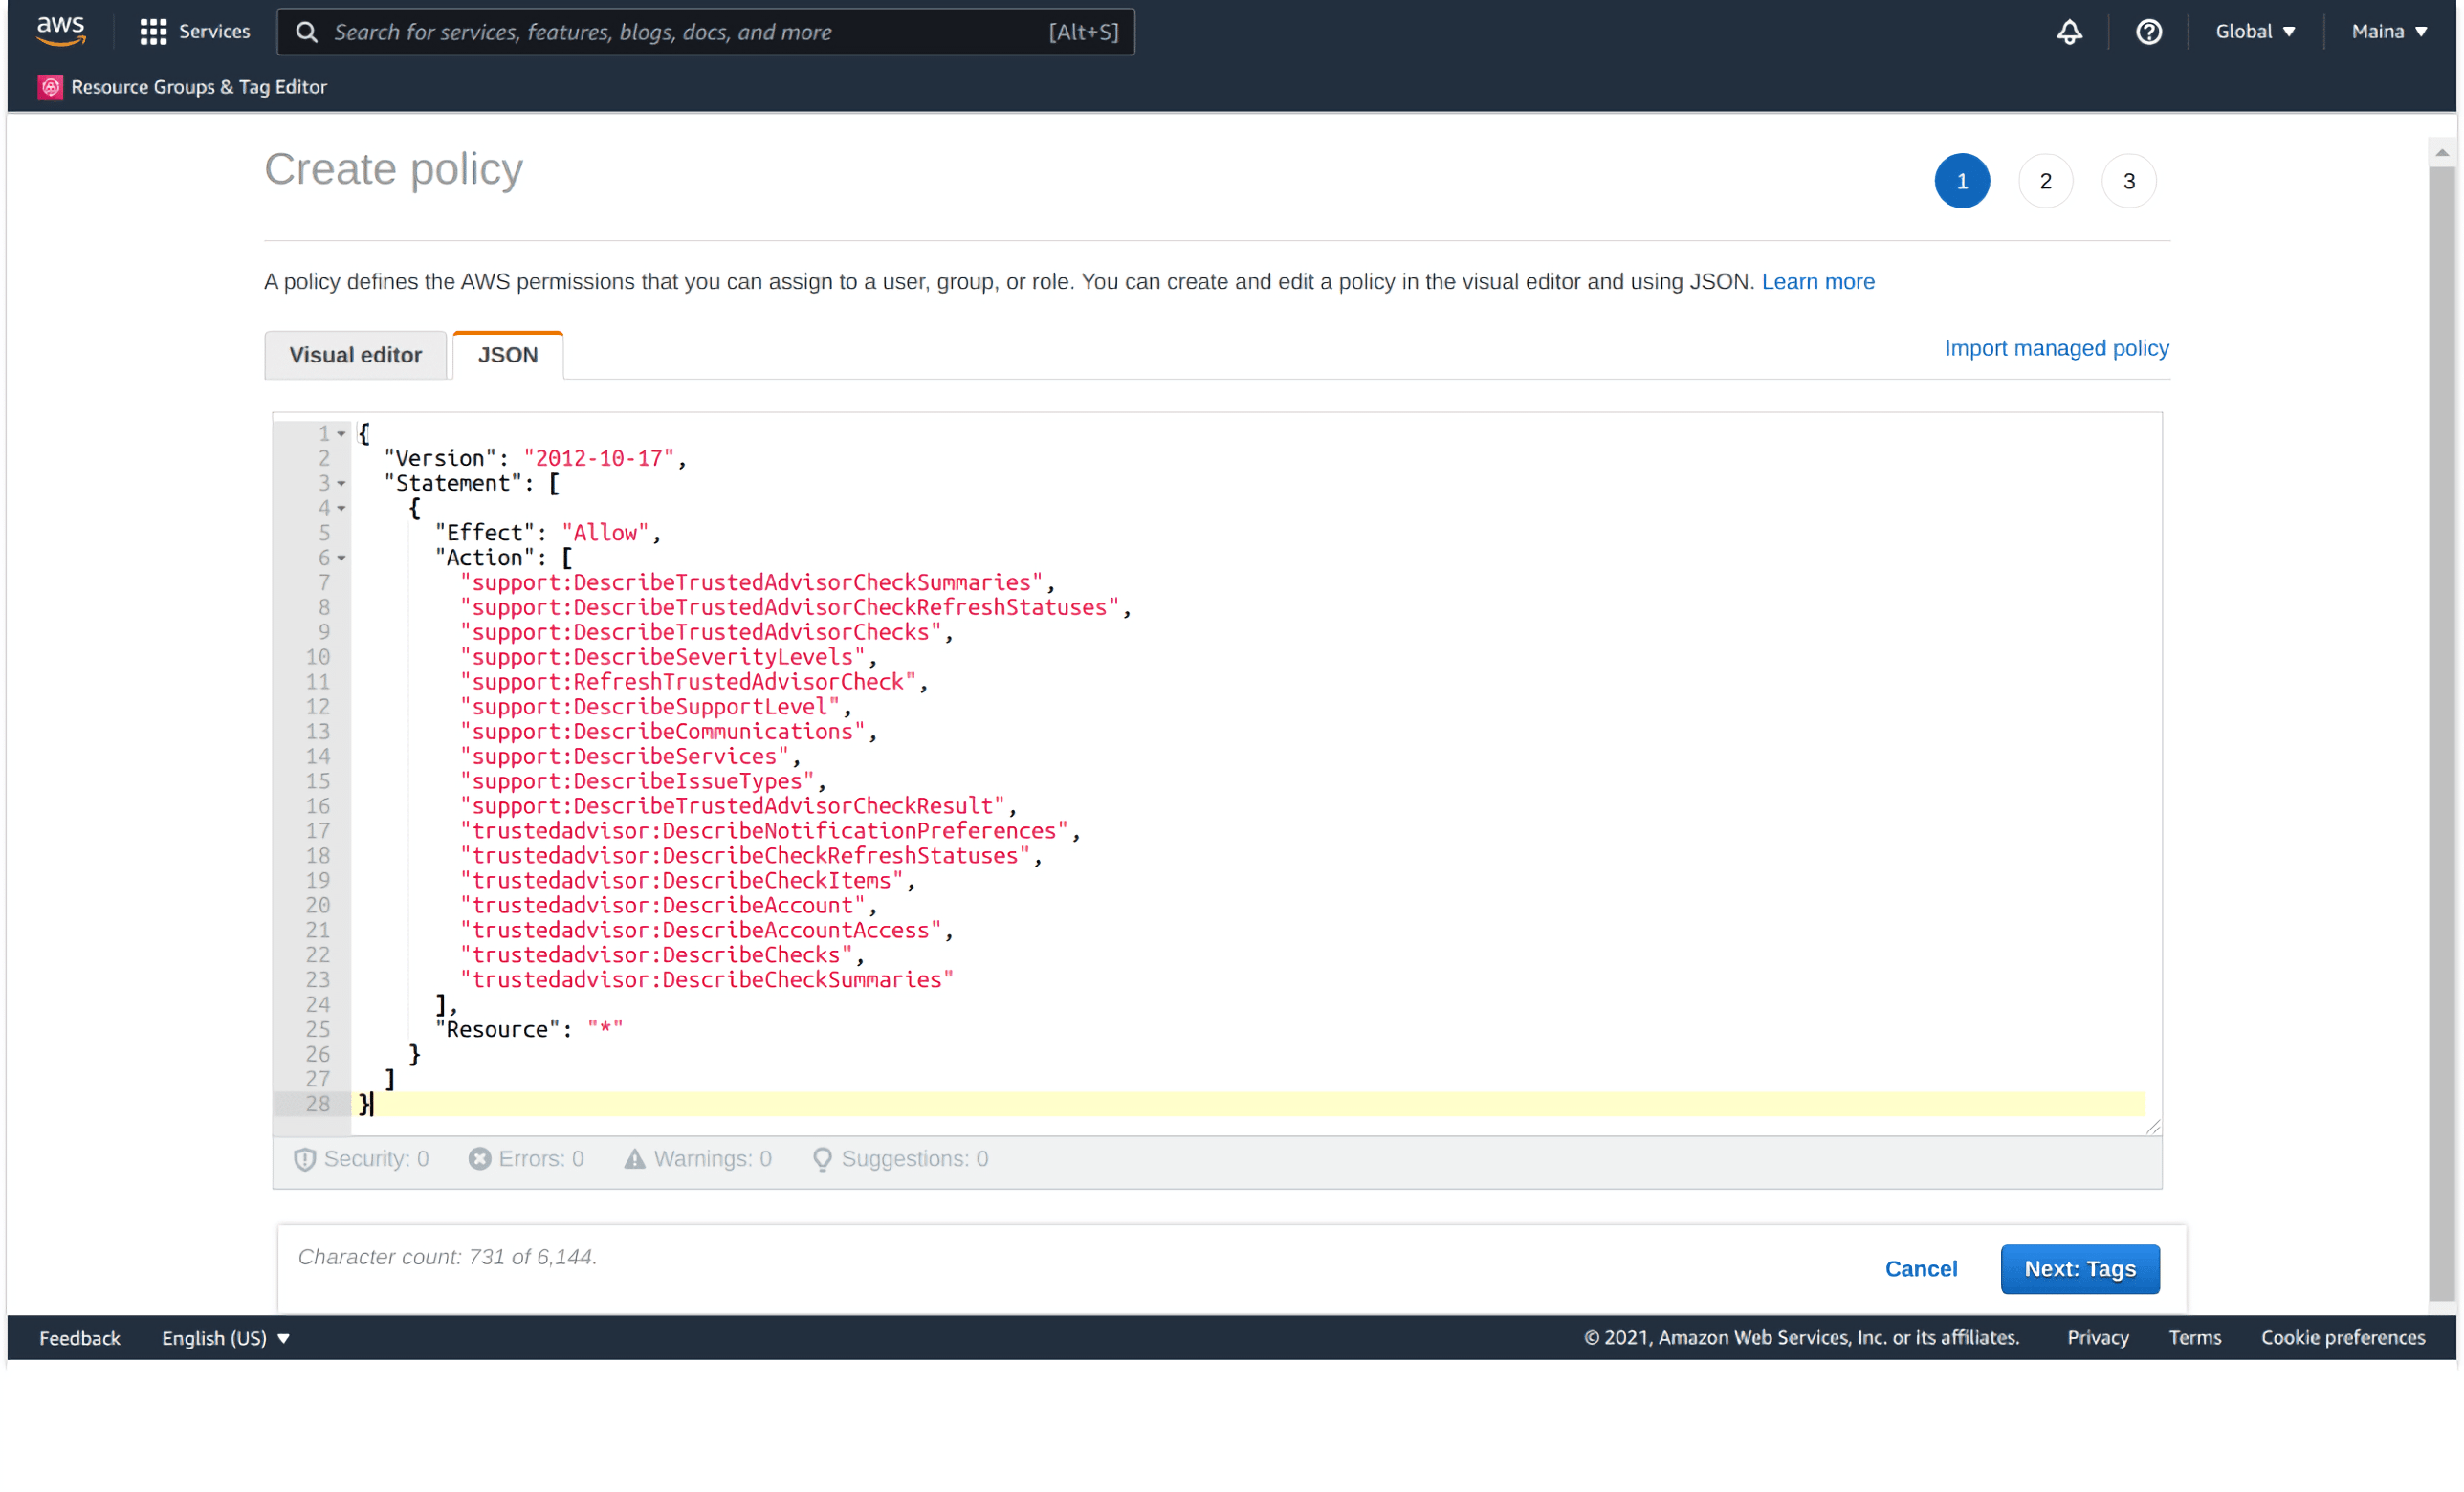 aws Services Search for services, features, blogs, docs, and more [Alt+S] Global Maina
Resource Groups & Tag Editor
Create policy 1 2 3
A policy defines the AWS permissions that you can assign to a user, group, or role. You can create and edit a policy in the visual editor and using JSON. Learn more
Visual editor JSON Import managed policy
1 {
2 "Version": "2012-10-17",
3 "Statement": [
4 {
5 "Effect": "Allow",
6 "Action": [
7 "support:DescribeTrustedAdvisorCheckSummaries",
8 "support:DescribeTrustedAdvisorCheckRefreshStatuses",
9 "support:DescribeTrustedAdvisorChecks",
10 "support:DescribeSeverityLevels",
11 "support:RefreshTrustedAdvisorCheck",
12 "support:DescribeSupportLevel",
13 "support:DescribeCommunications",
14 "support:DescribeServices",
15 "support:DescribeIssueTypes",
16 "support:DescribeTrustedAdvisorCheckResult",
17 "trustedadvisor:DescribeNotificationPreferences",
18 "trustedadvisor:DescribeCheckRefreshStatuses",
19 "trustedadvisor:DescribeCheckItems",
20 "trustedadvisor:DescribeAccount",
21 "trustedadvisor:DescribeAccountAccess",
22 "trustedadvisor:DescribeChecks",
23 "trustedadvisor:DescribeCheckSummaries"
24 ],
25 "Resource": "*"
26 }
27 ]
28 }
Security: 0 Errors: 0 Warnings: 0 Suggestions: 0
Character count: 731 of 6,144. Cancel Next: Tags
Feedback English (US) © 2021, Amazon Web Services, Inc. or its affiliates. Privacy Terms Cookie preferences